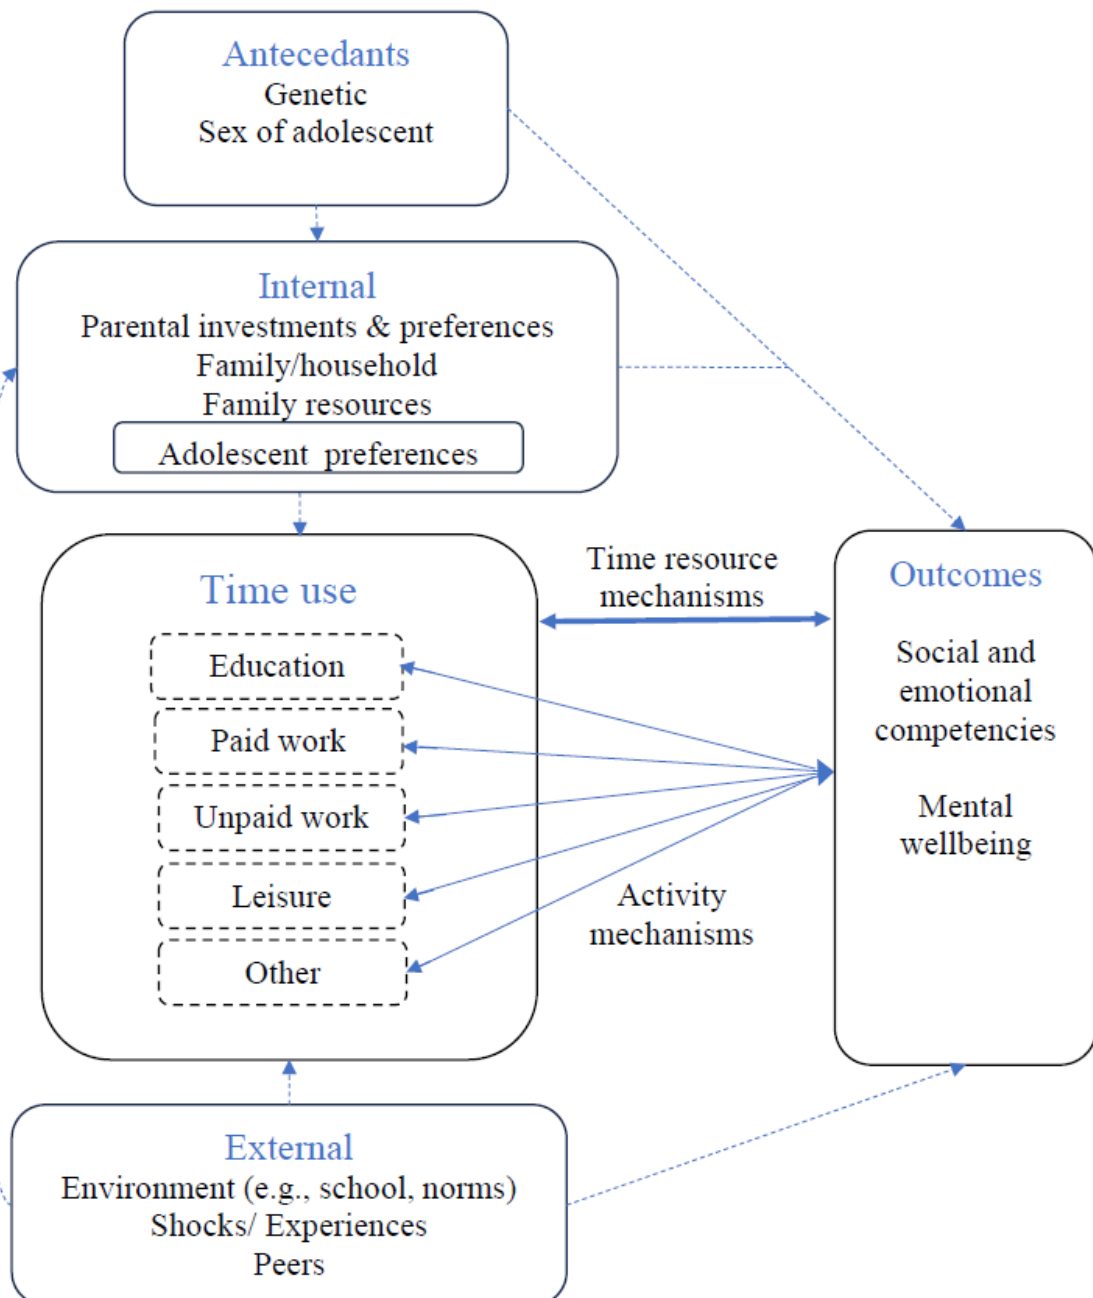 Antecedants
Genetic
Sex of adolescent
Internal
Parental investments & preferences
Family/household
Family resources
Adolescent preferences
Time use
Education
Paid work
Unpaid work
Leisure
Other
Time resource
mechanisms
Activity
mechanisms
Outcomes
Social and
emotional
competencies
Mental
wellbeing
External
Environment (e.g., school, norms)
Shocks/ Experiences
Peers